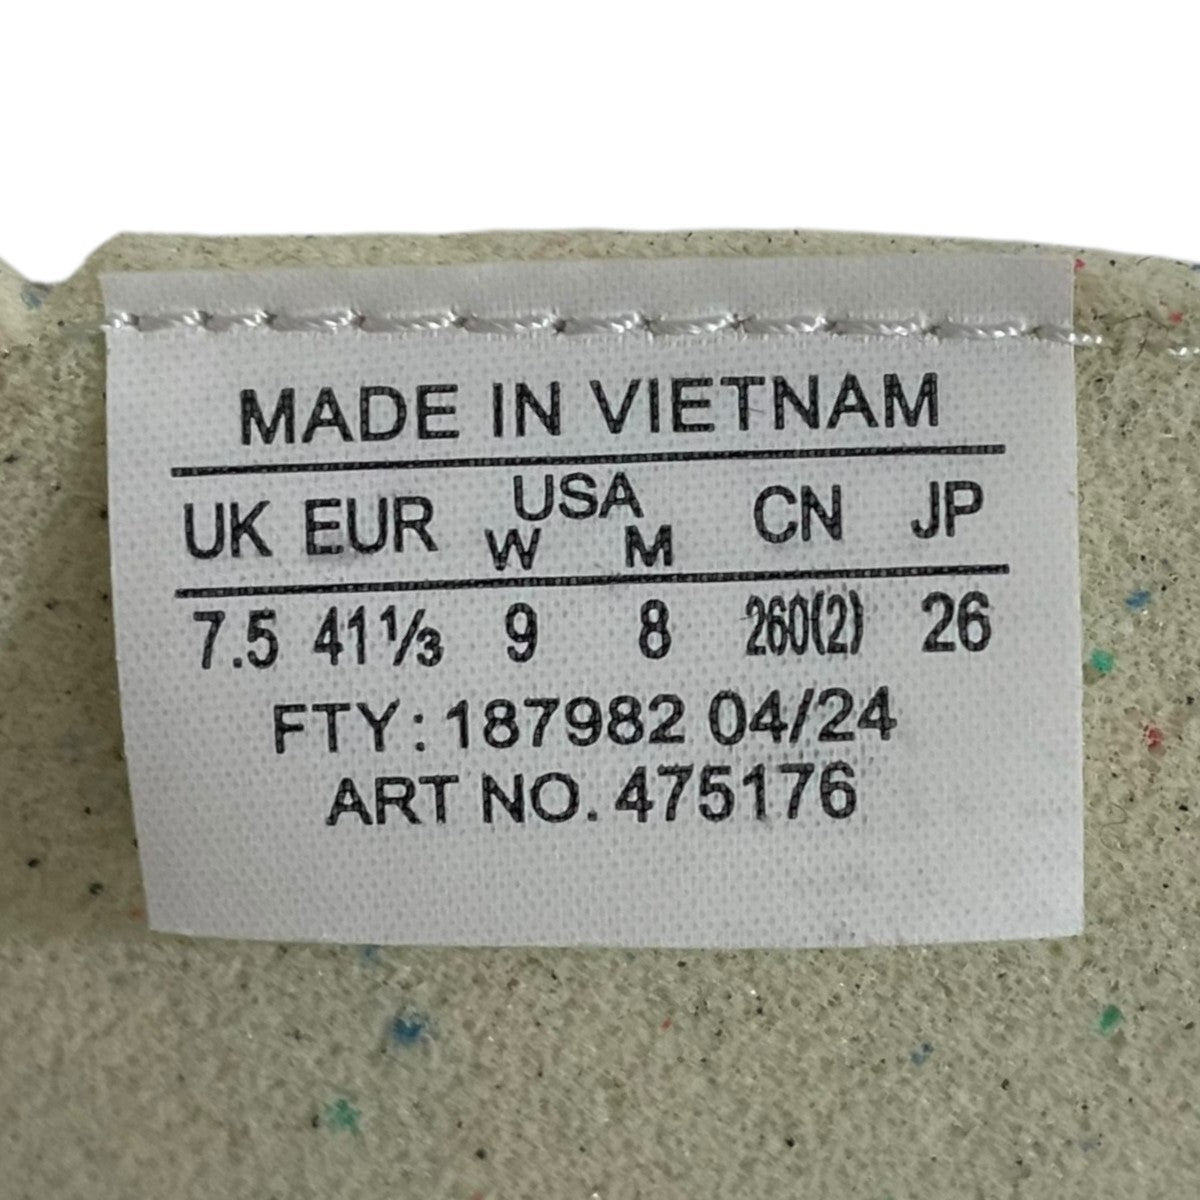 MADE IN VIETNAM
UK EUR USA CN JP
W M
7.5 41⅓ 9 8 260(2) 26
FTY: 187982 04/24
ART NO. 475176